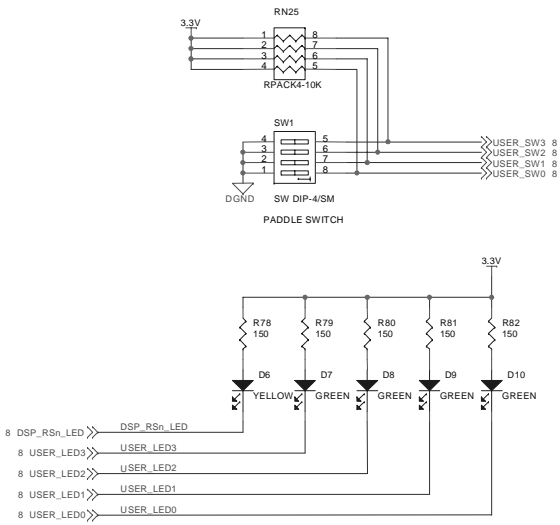 RN25
3.3V
1 8
2 7
3 6
4 5
RPACK4-10K
SW1
4 5 USER_SW3 8
3 6 USER_SW2 8
2 7 USER_SW1 8
1 8 USER_SW0 8
DGND SW DIP-4/SM
PADDLE SWITCH
3.3V
R78 R79 R80 R81 R82
150 150 150 150 150
D6 D7 D8 D9 D10
YELLOW GREEN GREEN GREEN GREEN
8 DSP_RSn_LED DSP_RSn_LED
8 USER_LED3 USER_LED3
8 USER_LED2 USER_LED2
8 USER_LED1 USER_LED1
8 USER_LED0 USER_LED0